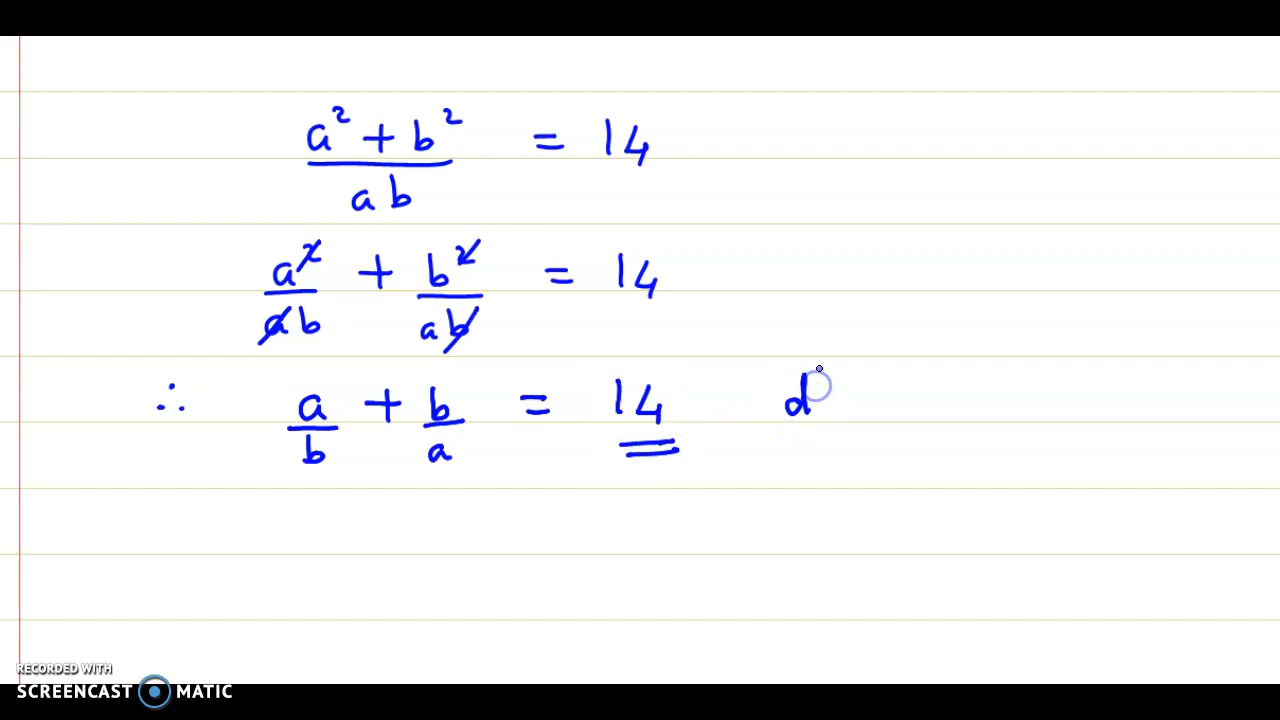 a² + b² / ab = 14
a² / ab + b² / ab = 14
∴ a / b + b / a = 14 d
RECORDED WITH
SCREENCAST MATIC